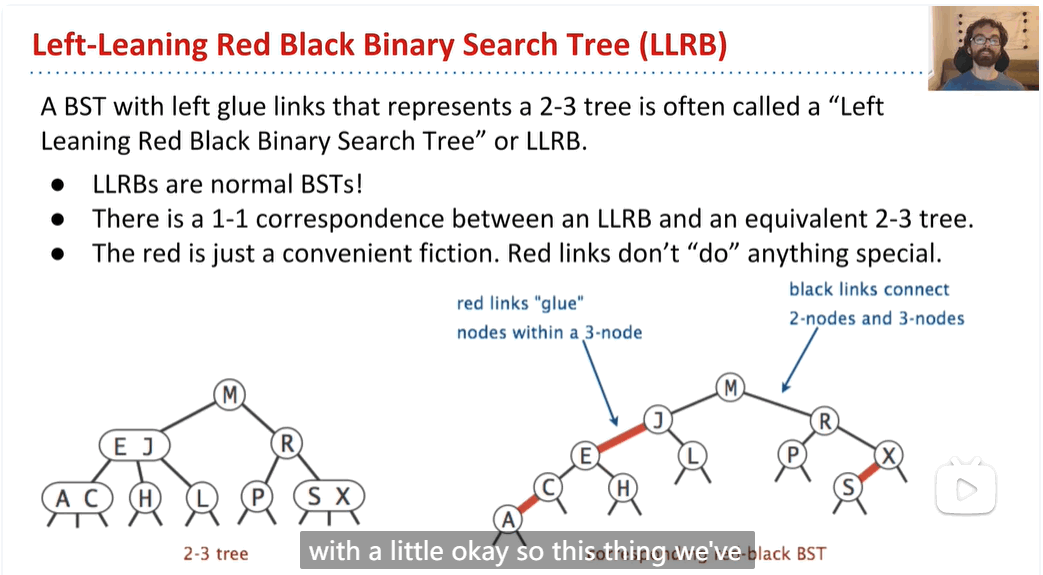 Left-Leaning Red Black Binary Search Tree (LLRB)
A BST with left glue links that represents a 2-3 tree is often called a “Left
Leaning Red Black Binary Search Tree” or LLRB.
● LLRBs are normal BSTs!
● There is a 1-1 correspondence between an LLRB and an equivalent 2-3 tree.
● The red is just a convenient fiction. Red links don’t “do” anything special.
red links "glue"
nodes within a 3-node
black links connect
2-nodes and 3-nodes
M
E J
R
A C
H
L
P
S X
2-3 tree
M
J
R
E
L
P
X
C
H
S
A
-black BST
with a little okay so this thing we've